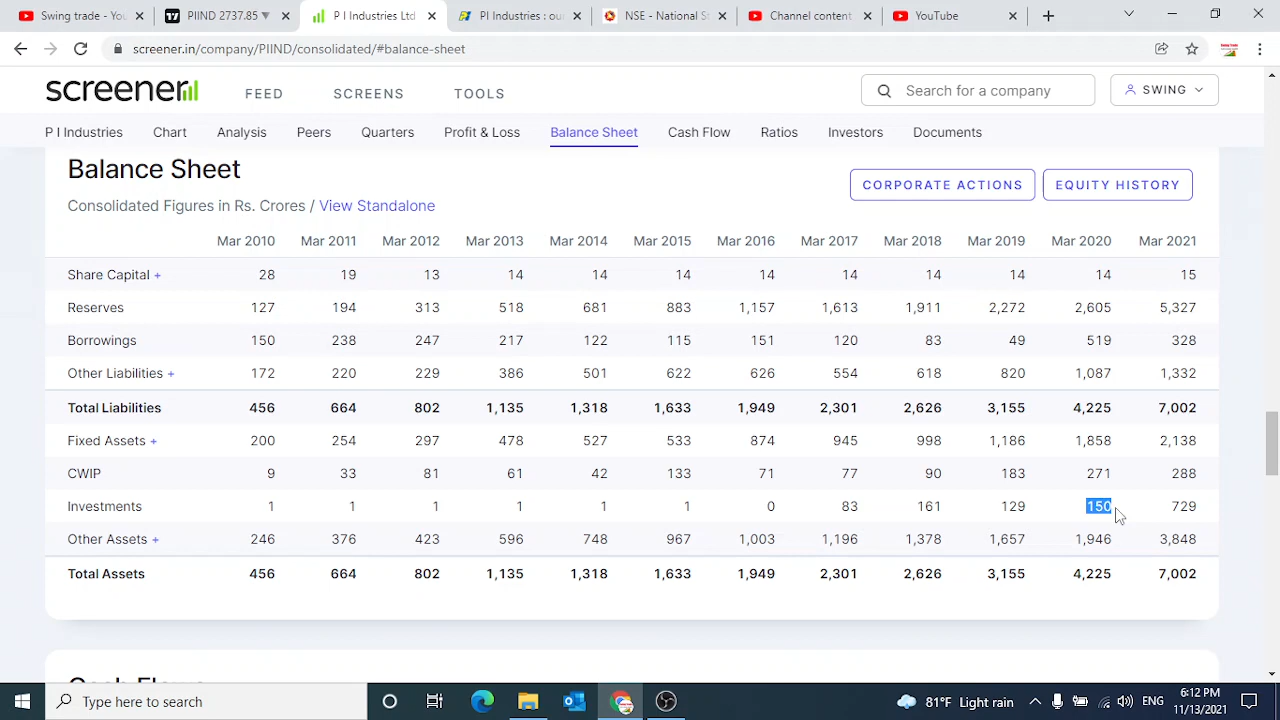 Swing Trade - You
PIIND 2737.85 ▼
P I Industries Ltd
PI Industries : our
NSE - National S
Channel content
YouTube
screener.in/company/PIIND/consolidated/#balance-sheet
screener
FEED SCREENS TOOLS
Search for a company
SWING
P I Industries Chart Analysis Peers Quarters Profit & Loss Balance Sheet Cash Flow Ratios Investors Documents
Balance Sheet
CORPORATE ACTIONS EQUITY HISTORY
Consolidated Figures in Rs. Crores / View Standalone
Mar 2010 Mar 2011 Mar 2012 Mar 2013 Mar 2014 Mar 2015 Mar 2016 Mar 2017 Mar 2018 Mar 2019 Mar 2020 Mar 2021
Share Capital + 28 19 13 14 14 14 14 14 14 14 14 15
Reserves 127 194 313 518 681 883 1,157 1,613 1,911 2,272 2,605 5,327
Borrowings 150 238 247 217 122 115 151 120 83 49 519 328
Other Liabilities + 172 220 229 386 501 622 626 554 618 820 1,087 1,332
Total Liabilities 456 664 802 1,135 1,318 1,633 1,949 2,301 2,626 3,155 4,225 7,002
Fixed Assets + 200 254 297 478 527 533 874 945 998 1,186 1,858 2,138
CWIP 9 33 81 61 42 133 71 77 90 183 271 288
Investments 1 1 1 1 1 1 0 83 161 129 150 729
Other Assets + 246 376 423 596 748 967 1,003 1,196 1,378 1,657 1,946 3,848
Total Assets 456 664 802 1,135 1,318 1,633 1,949 2,301 2,626 3,155 4,225 7,002
Type here to search
81°F Light rain
ENG
6:12 PM
11/13/2021